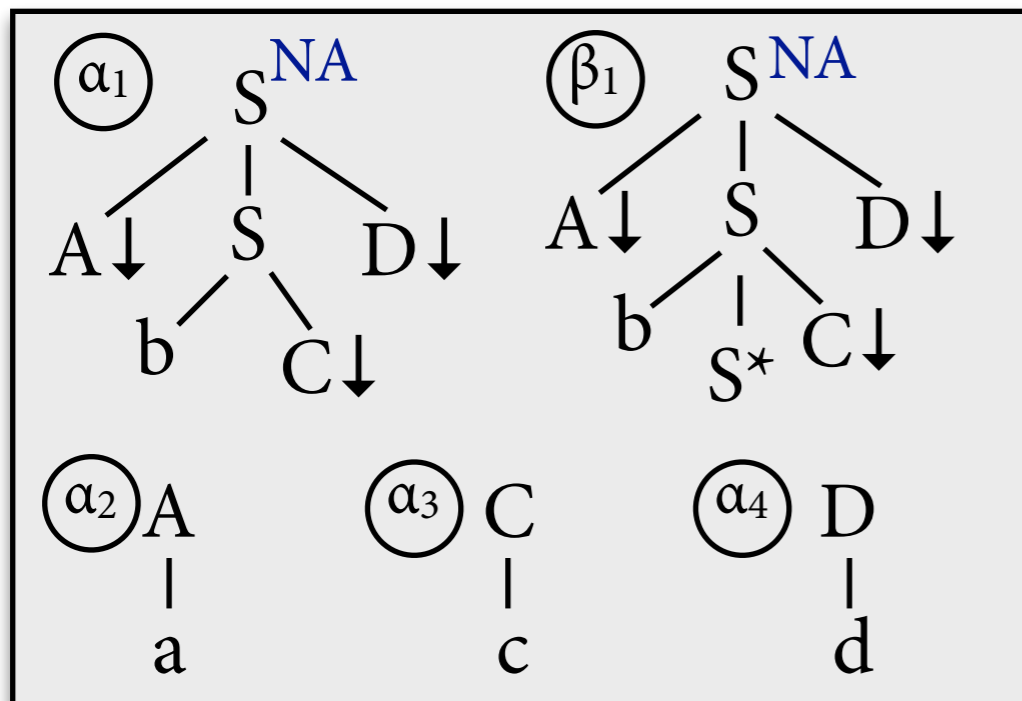 α1 S NA β1 S NA
A↓ S D↓ A↓ S D↓
b C↓ b S* C↓
α2 A α3 C α4 D
a c d